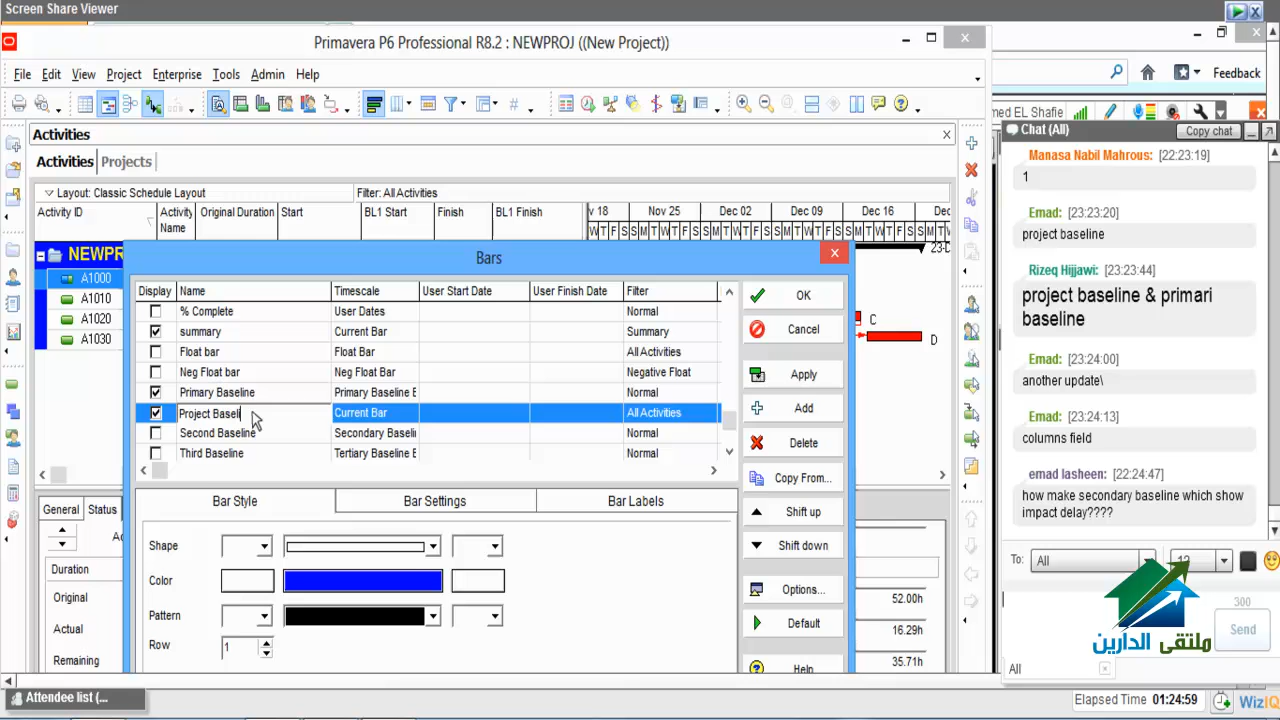 Screen Share Viewer
Primavera P6 Professional R8.2 : NEWPROJ ((New Project))
File Edit View Project Enterprise Tools Admin Help
Feedback
Activities
Activities Projects
Layout: Classic Schedule Layout
Filter: All Activities
Activity ID
Activity Name
Original Duration
Start
BL1 Start
Finish
BL1 Finish
v 18 Nov 25 Dec 02 Dec 09 Dec 16 Dec
W T F S S M T W T F S S M T W T F S S M T W T F S S M T W T F S S M
NEWPR
A1000
A1010
A1020
A1030
C
D
Bars
Display Name Timescale User Start Date User Finish Date Filter
% Complete User Dates Normal
summary Current Bar Summary
Float bar Float Bar All Activities
Neg Float bar Neg Float Bar Negative Float
Primary Baseline Primary Baseline B Normal
Project Baseli Current Bar All Activities
Second Baseline Secondary Baseli Normal
Third Baseline Tertiary Baseline B Normal
OK
Cancel
Apply
Add
Delete
Copy From...
Shift up
Shift down
Options...
Default
Help
Bar Style Bar Settings Bar Labels
Shape
Color
Pattern
Row 1
General Status
Duration
Original
Actual
Remaining
52.00h
16.29h
35.71h
med EL Shafie
Chat (All)
Copy chat
Manasa Nabil Mahrous: [22:23:19]
1
Emad: [23:23:20]
project baseline
Rizeq Hijjawi: [23:23:44]
project baseline & primari
baseline
Emad: [23:24:00]
another update\
Emad: [23:24:13]
columns field
emad lasheen: [22:24:47]
how make secondary baseline which show
impact delay????
To: All 12
300
Send
ملتقى الدارين
All
Attendee list (...
Elapsed Time 01:24:59
WizIQ